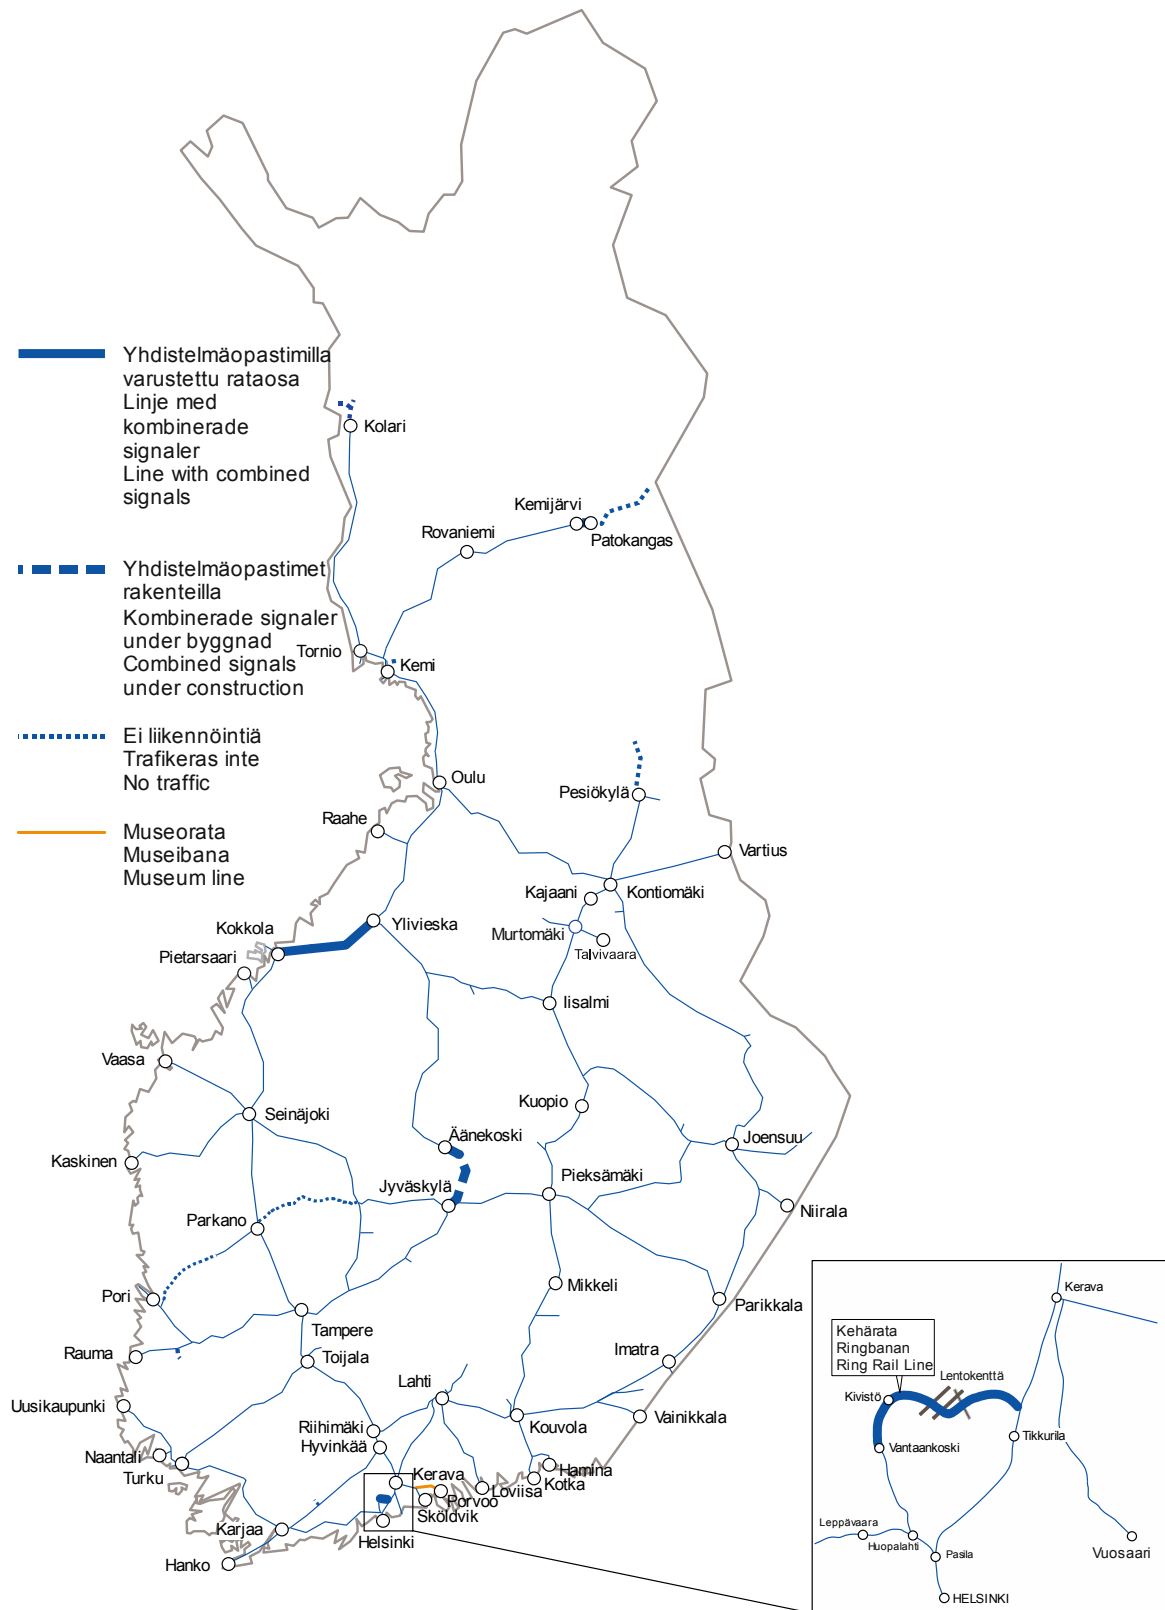 Yhdistelmäopastimilla
varustettu rataosa
Linje med
kombinerade
signaler
Line with combined
signals
Yhdistelmäopastimet
rakenteilla
Kombinerade signaler
under byggnad
Combined signals
under construction
Ei liikennöintiä
Trafikeras inte
No traffic
Museorata
Museibana
Museum line
Kolari
Kemijärvi
Patokangas
Rovaniemi
Tornio
Kemi
Oulu
Pesiökylä
Raahe
Vartius
Kajaani
Kontiomäki
Ylivieska
Kokkola
Murtomäki
Talvivaara
Pietarsaari
Iisalmi
Vaasa
Kuopio
Seinäjoki
Äänekoski
Joensuu
Kaskinen
Pieksämäki
Jyväskylä
Niirala
Parkano
Mikkeli
Pori
Parikkala
Tampere
Rauma
Toijala
Imatra
Lahti
Uusikaupunki
Riihimäki
Kouvola
Vainikkala
Hyvinkää
Naantali
Turku
Kerava
Hamina
Kotka
Loviisa
Porvoo
Sköldvik
Karjaa
Helsinki
Hanko
Kerava
Kehärata
Ringbanan
Ring Rail Line
Lentokenttä
Kivistö
Tikkurila
Vantaankoski
Leppävaara
Huopalahti
Pasila
Vuosaari
HELSINKI